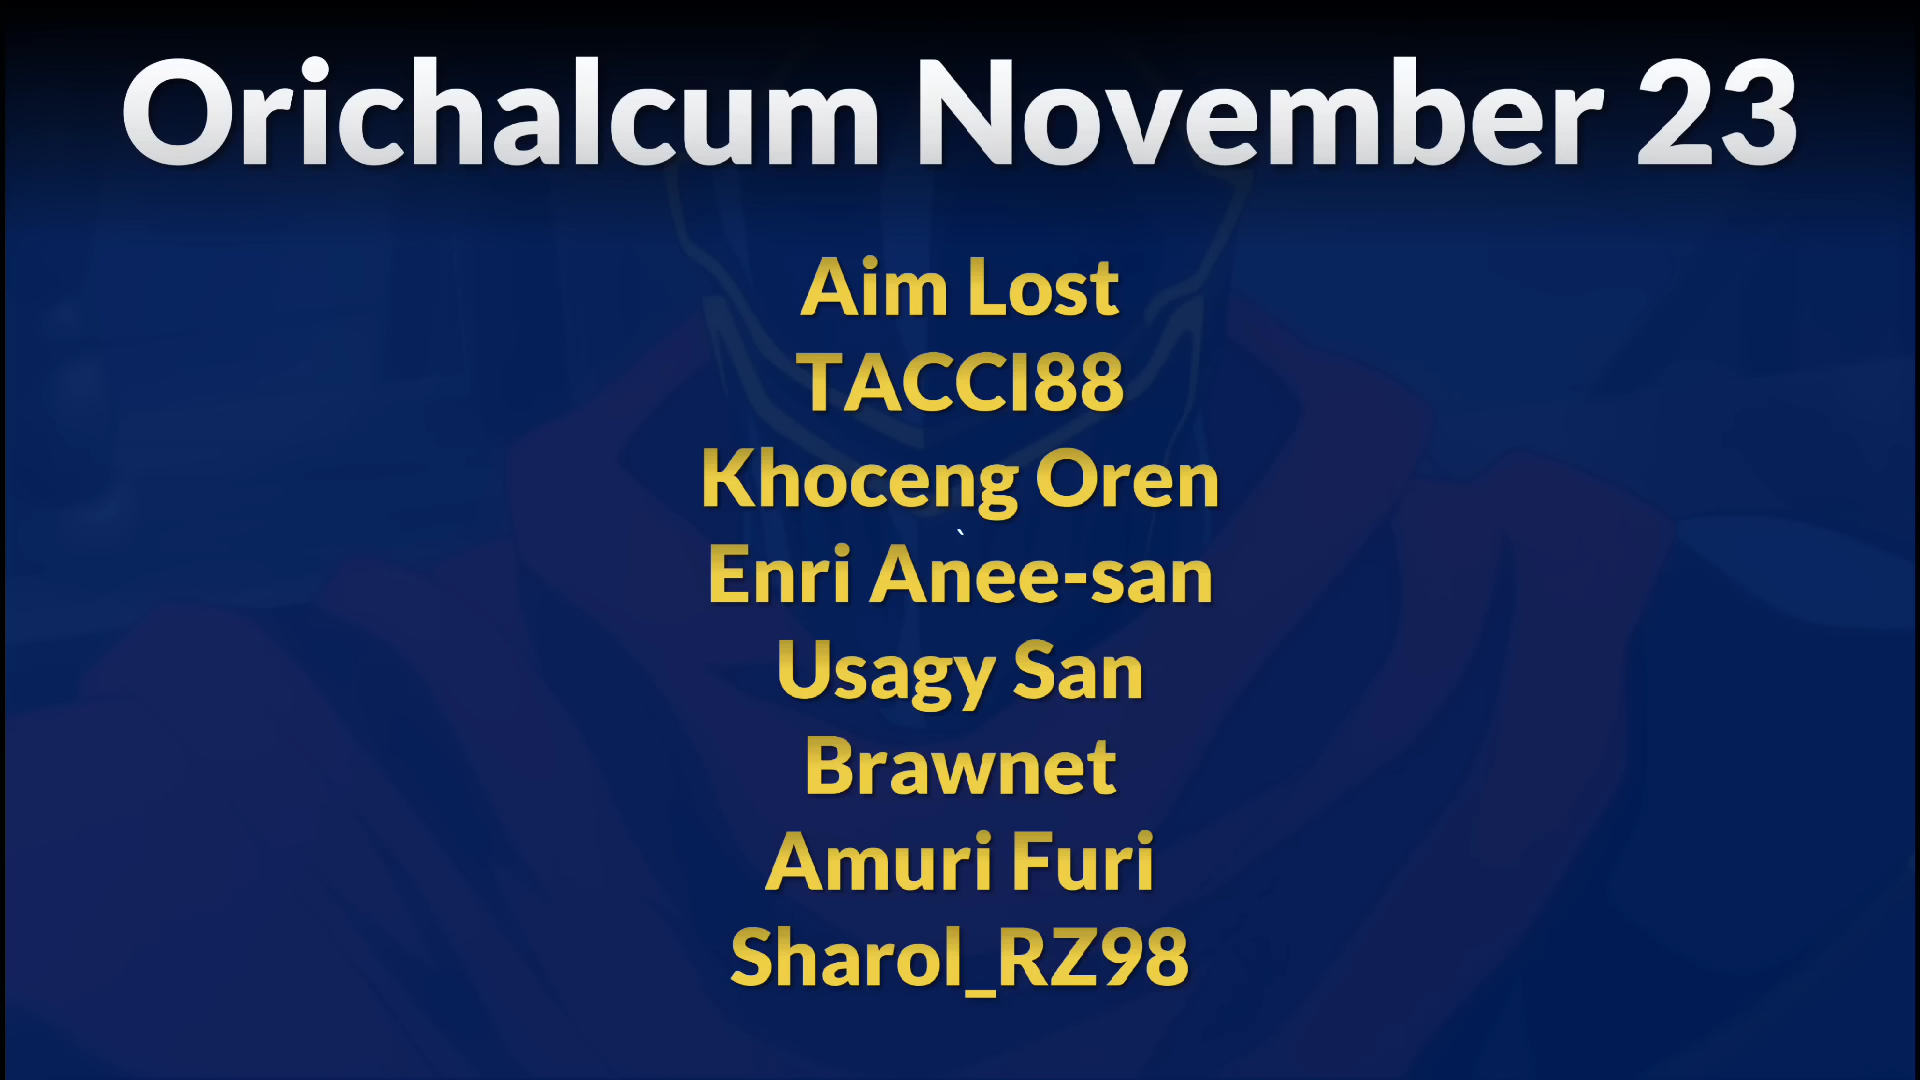 Orichalcum November 23
Aim Lost
TACCI88
Khoceng Oren
`
Enri Anee-san
Usagy San
Brawnet
Amuri Furi
Sharol_RZ98